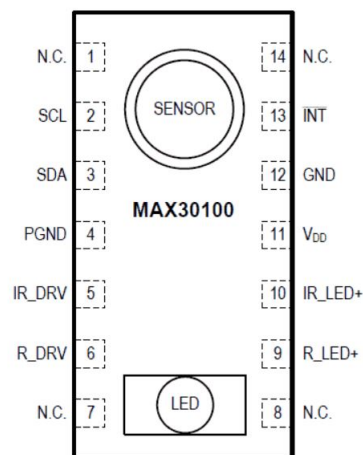 N.C. 1 14 N.C.
SENSOR
SCL 2 13 INT
SDA 3 12 GND
MAX30100
PGND 4 11 VDD
IR_DRV 5 10 IR_LED+
R_DRV 6 9 R_LED+
LED
N.C. 7 8 N.C.